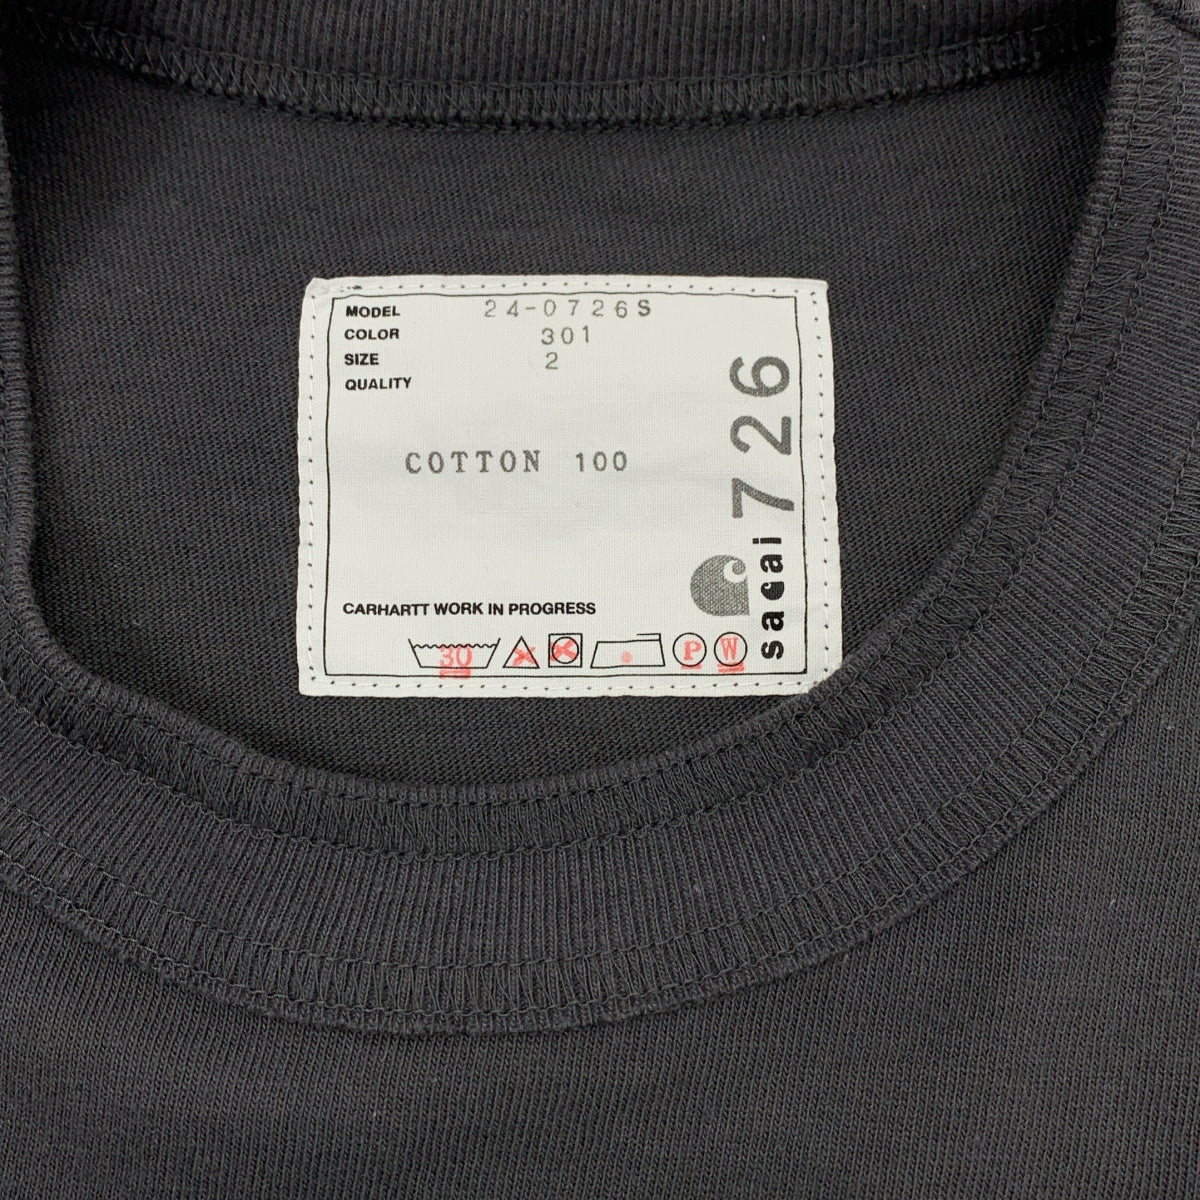 MODEL 24-0726S
COLOR 301
SIZE 2
QUALITY
COTTON 100
sacai 726
CARHARTT WORK IN PROGRESS
30 P W